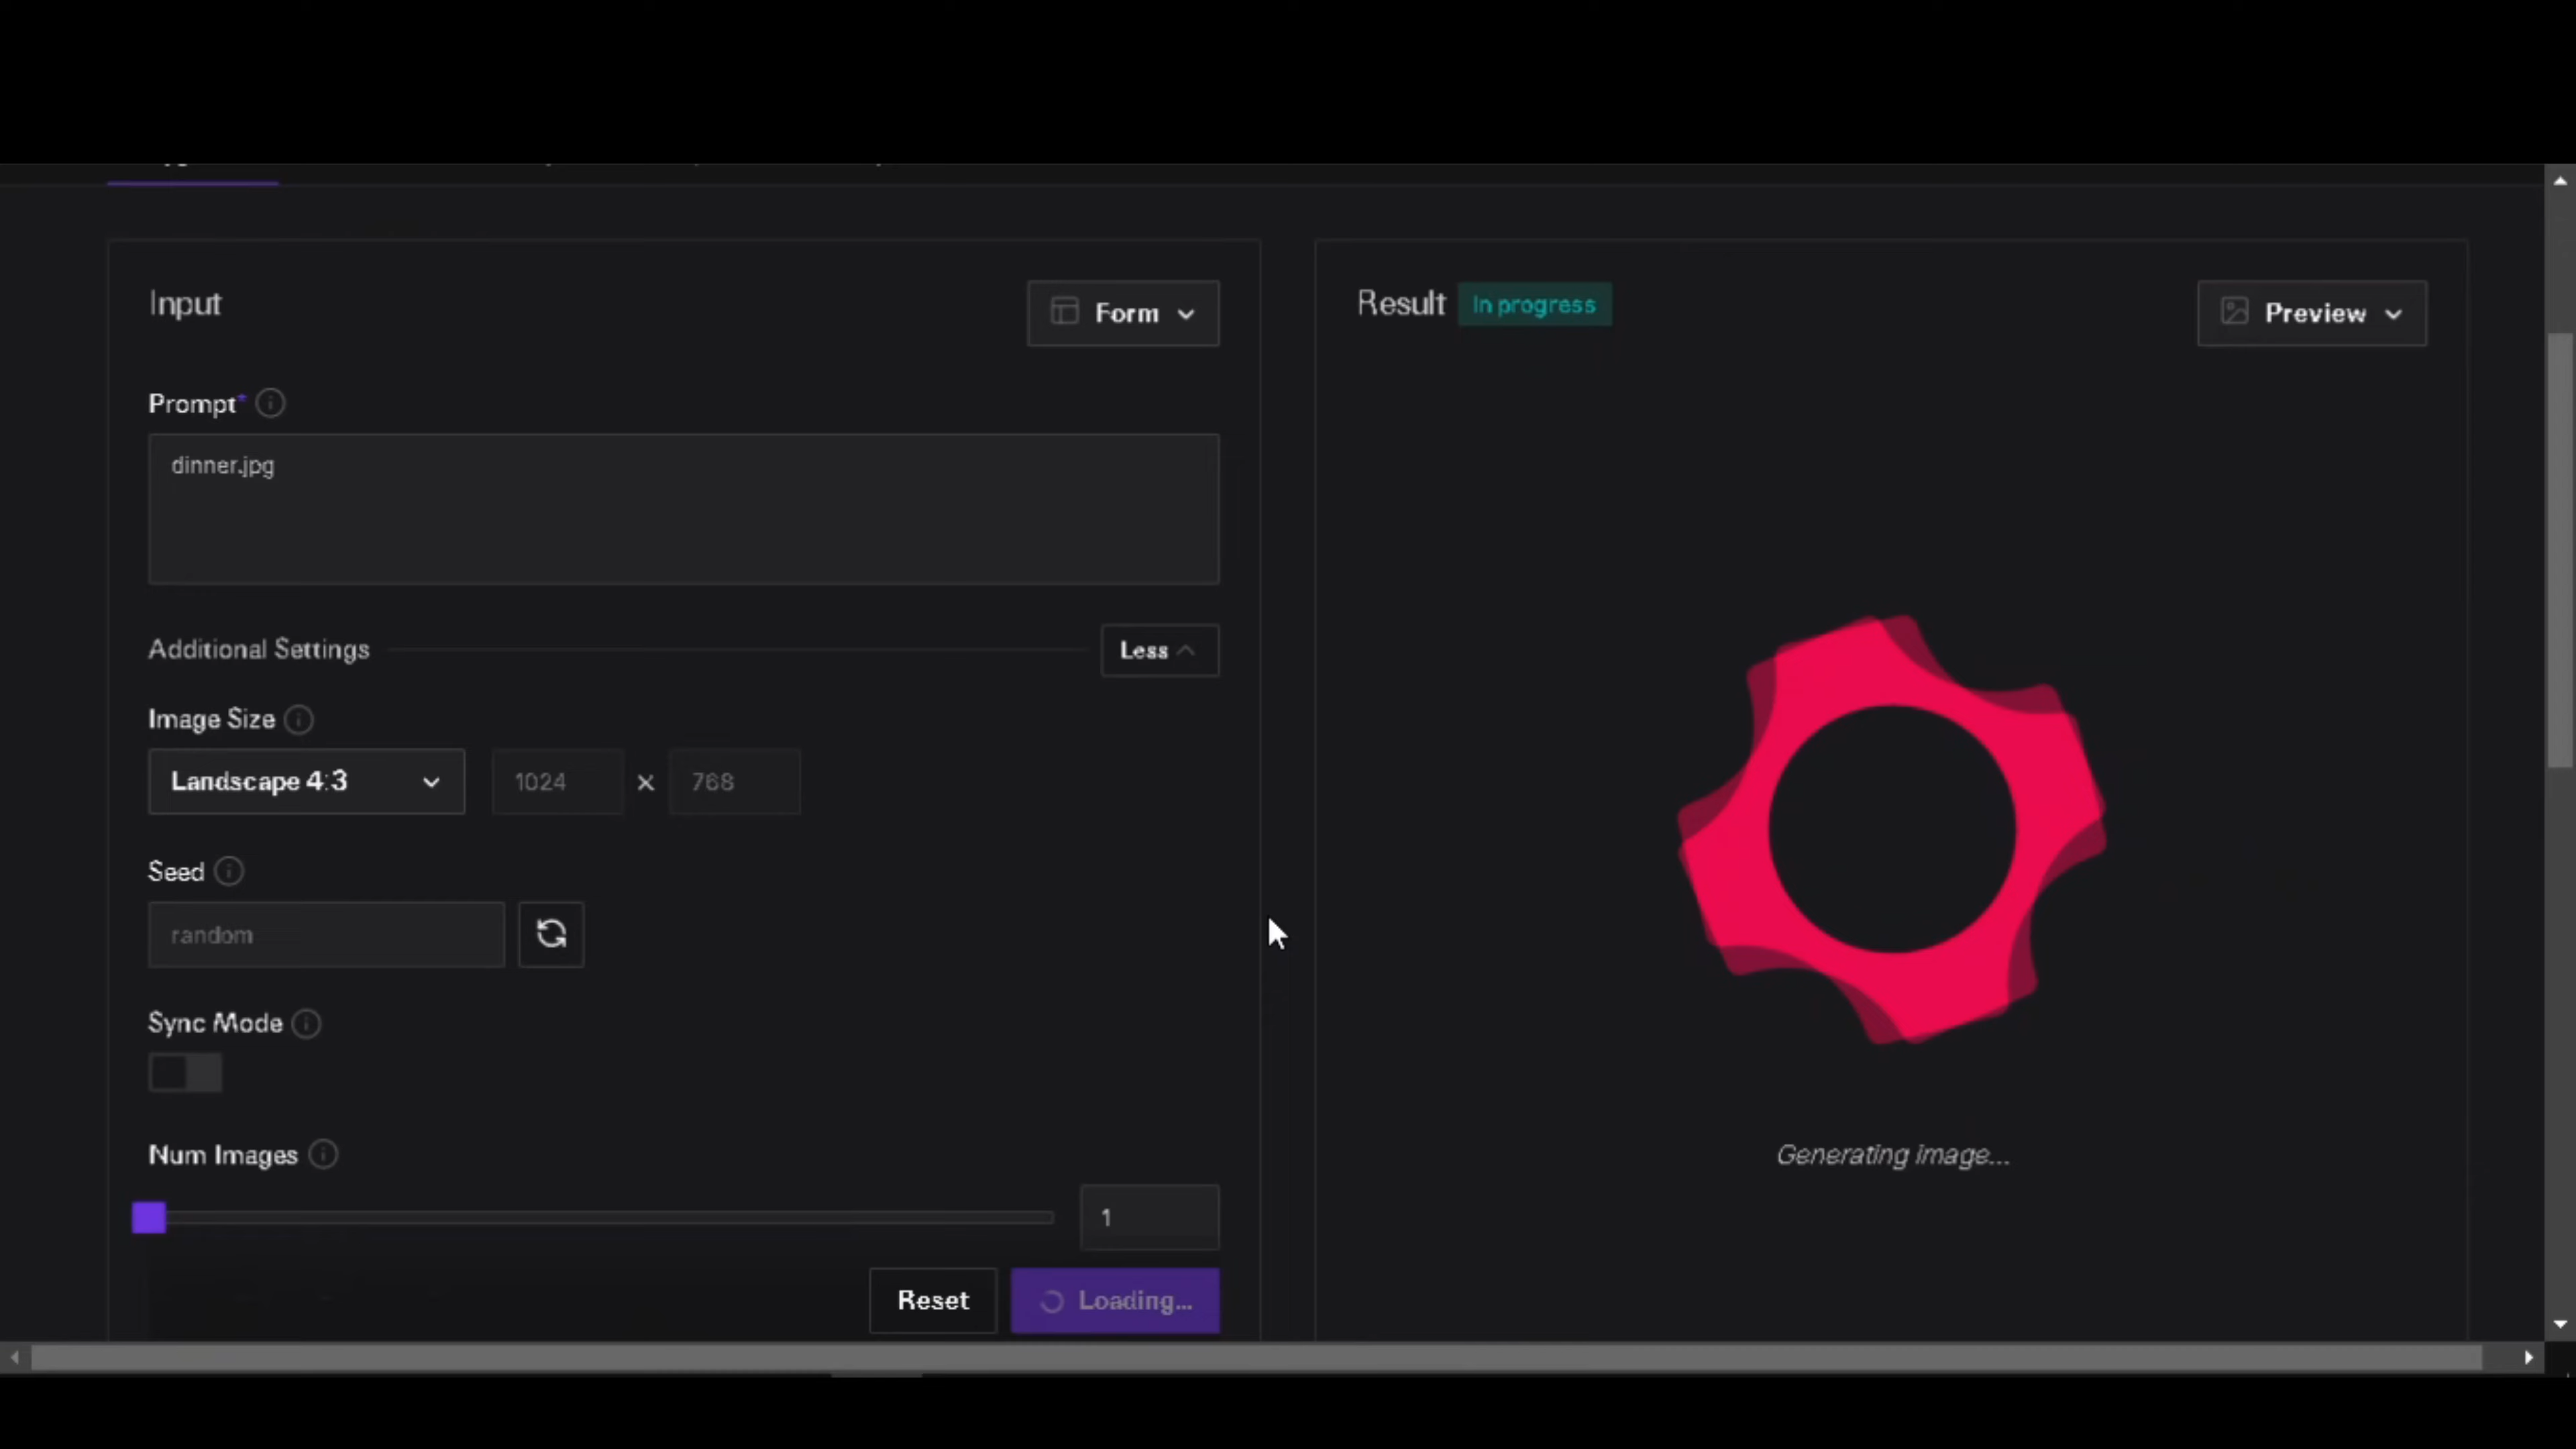 Input
Form
Prompt*
dinner.jpg
Additional Settings
Less
Image Size
Landscape 4:3
1024 × 768
Seed
random
Sync Mode
Num Images
1
Reset
Loading...
Result
In progress
Preview
Generating image...